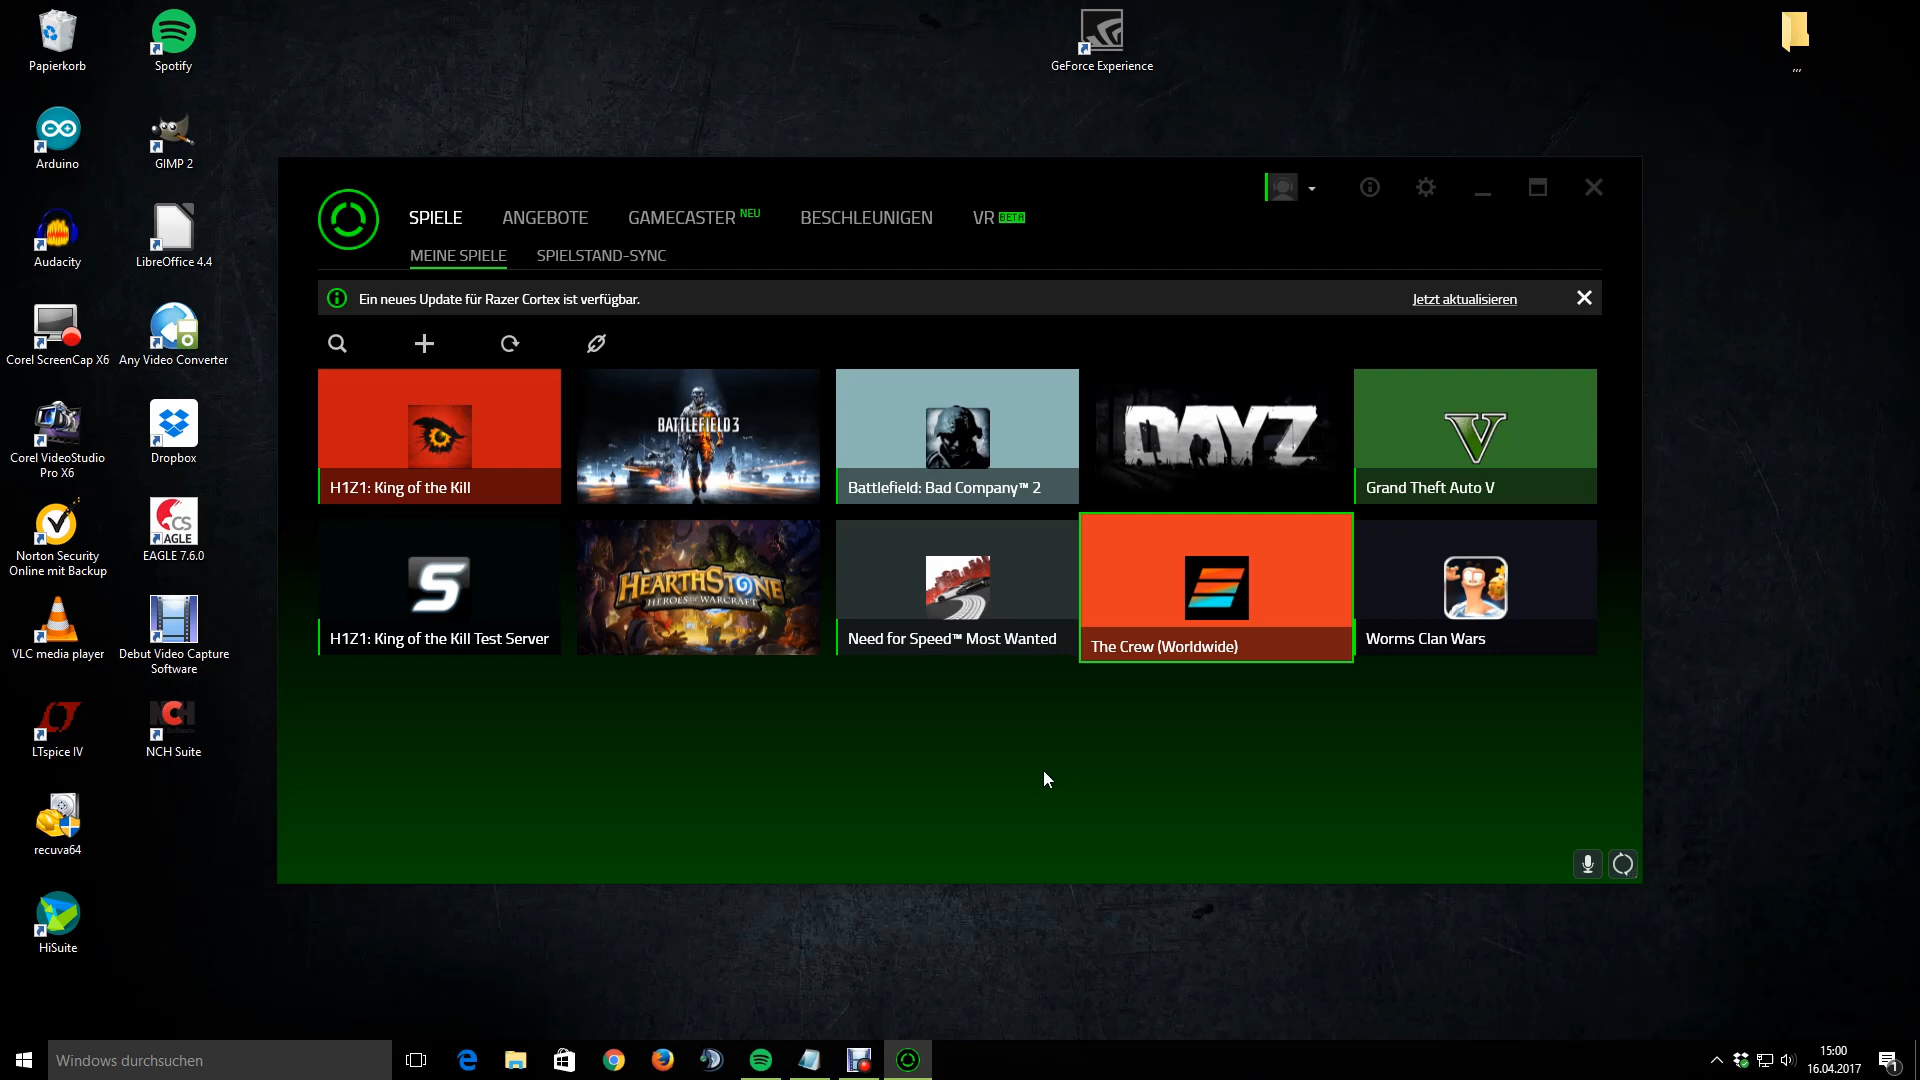 Papierkorb
Spotify
GeForce Experience
,,,
Arduino
GIMP 2
Audacity
LibreOffice 4.4
Corel ScreenCap X6
Any Video Converter
Corel VideoStudio
Pro X6
Dropbox
Norton Security
Online mit Backup
CS
AGLE
EAGLE 7.6.0
VLC media player
Debut Video Capture
Software
LTspice IV
NCH
NCH Suite
recuva64
HiSuite
SPIELE
ANGEBOTE
GAMECASTER NEU
BESCHLEUNIGEN
VR BETA
MEINE SPIELE
SPIELSTAND-SYNC
Ein neues Update für Razer Cortex ist verfügbar.
Jetzt aktualisieren
H1Z1: King of the Kill
BATTLEFIELD 3
Battlefield: Bad Company™ 2
DAYZ
V
Grand Theft Auto V
S
H1Z1: King of the Kill Test Server
HEARTHSTONE
HEROES OF WARCRAFT
Need for Speed™ Most Wanted
The Crew (Worldwide)
Worms Clan Wars
Windows durchsuchen
15:00
16.04.2017
1